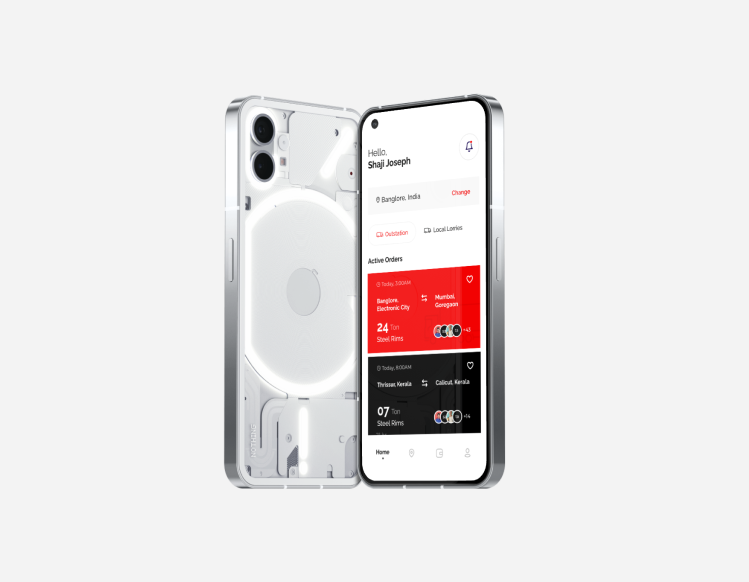 Hello,
Shaji Joseph
Banglore, India
Change
Outstation
Local Lorries
Active Orders
Today, 3:00AM
Banglore,
Electronic City
Mumbai,
Goregaon
24 Ton
Steel Rims
+43
Today, 8:00AM
Thrissur, Kerala
Calicut, Kerala
07 Ton
Steel Rims
+14
Home
NOTHING